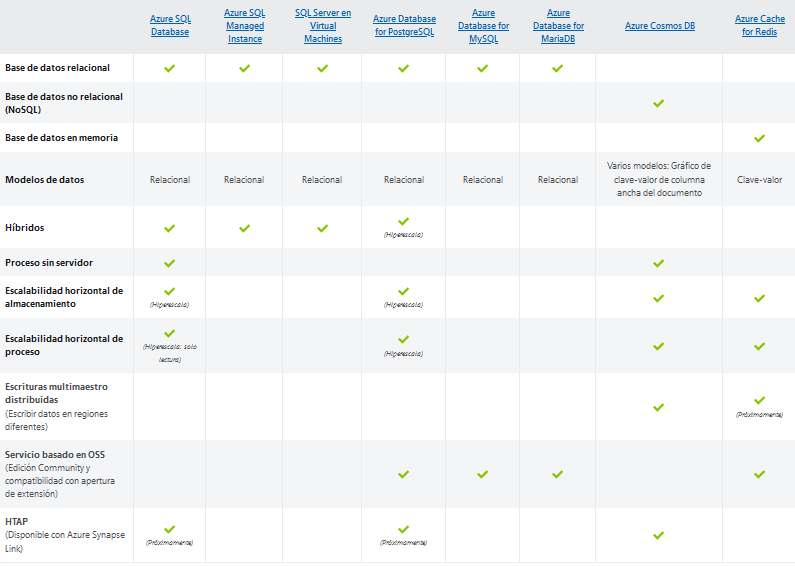 Azure SQL
Database
Azure SQL
Managed
Instance
SQL Server en
Virtual
Machines
Azure Database
for PostgreSQL
Azure
Database for
MySQL
Azure
Database for
MariaDB
Azure Cosmos DB
Azure Cache
for Redis
Base de datos relacional
Base de datos no relacional
(NoSQL)
Base de datos en memoria
Modelos de datos
Relacional
Relacional
Relacional
Relacional
Relacional
Relacional
Varios modelos: Gráfico de
clave-valor de columna
ancha del documento
Clave-valor
Híbridos
(Hiperescala)
Proceso sin servidor
Escalabilidad horizontal de
almacenamiento
(Hiperescala)
(Hiperescala)
Escalabilidad horizontal de
proceso
(Hiperescala: solo
lectura)
(Hiperescala)
Escrituras multimaestro
distribuidas
(Escribir datos en regiones
diferentes)
(Próximamente)
Servicio basado en OSS
(Edición Community y
compatibilidad con apertura
de extensión)
HTAP
(Disponible con Azure Synapse
Link)
(Próximamente)
(Próximamente)